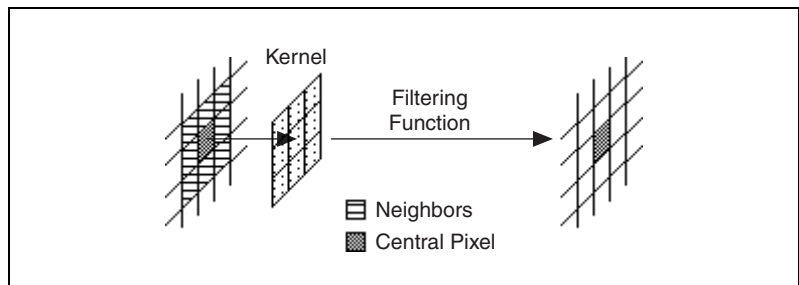 Kernel
Filtering
Function
Neighbors
Central Pixel